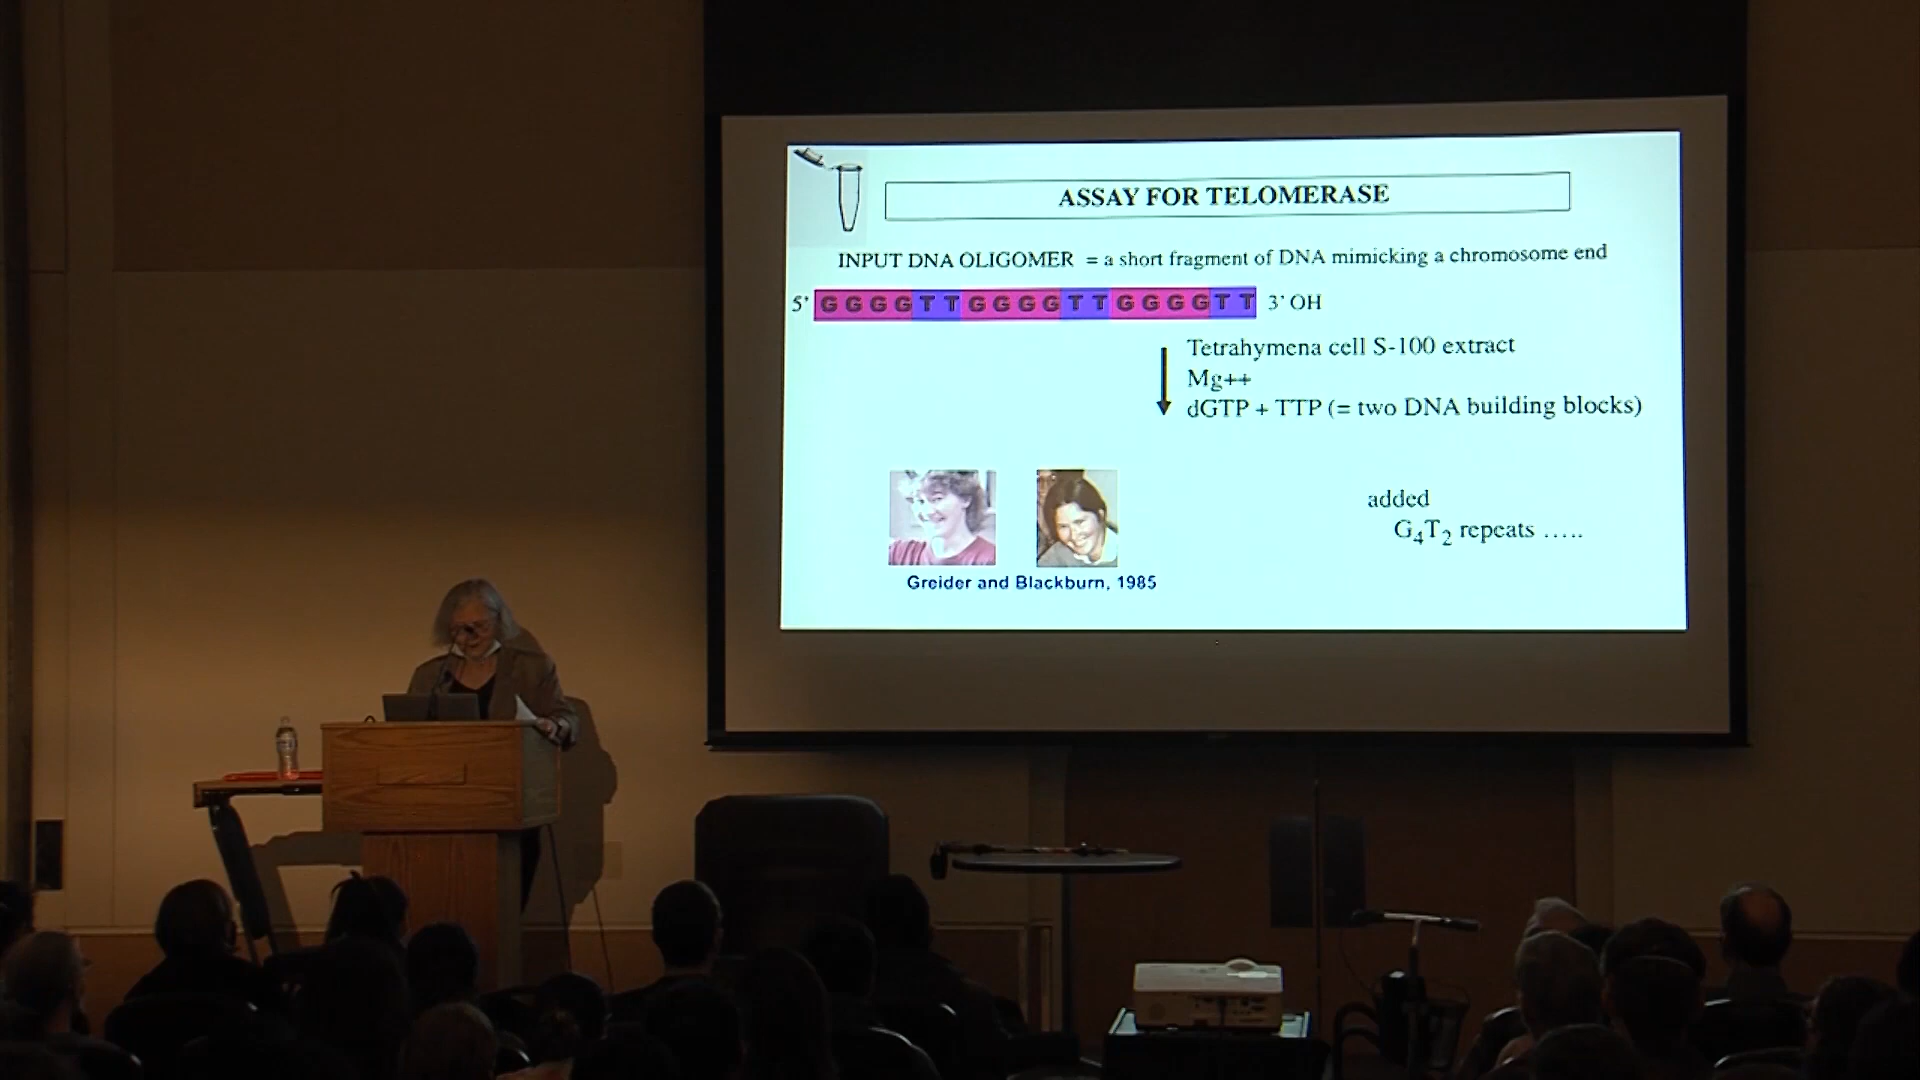 ASSAY FOR TELOMERASE
INPUT DNA OLIGOMER = a short fragment of DNA mimicking a chromosome end
5' G G G G T T G G G G T T G G G G T T 3' OH
Tetrahymena cell S-100 extract
Mg++
dGTP + TTP (= two DNA building blocks)
added
G₄T₂ repeats .....
Greider and Blackburn, 1985